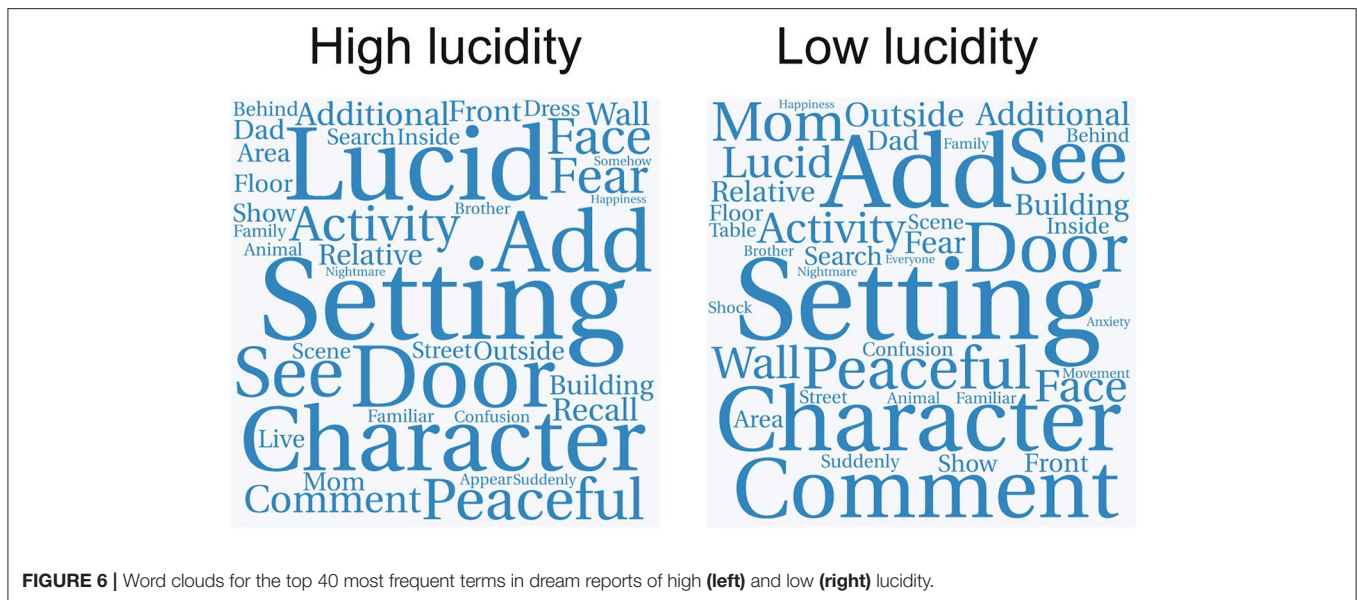 High lucidity
Low lucidity
Behind Additional Front Dress Wall
Dad Search Inside Face
Area Lucid Somehow
Floor Fear
Happiness
Show Activity Brother Add
Family
Animal Relative
Nightmare
Setting
Scene Street Outside
See Door Building
Familiar Confusion Recall
Live Character
Mom Appear Suddenly
Comment Peaceful
Happiness
Mom Outside Additional
Dad Family Behind
Lucid Add See
Relative
Floor Building
Table Activity Scene Inside
Fear Door
Brother Search Everyone
Nightmare
Shock Setting Anxiety
Confusion
Wall Peaceful Movement
Face
Street Animal Familiar
Area Character
Suddenly Show Front
Comment
FIGURE 6 | Word clouds for the top 40 most frequent terms in dream reports of high (left) and low (right) lucidity.